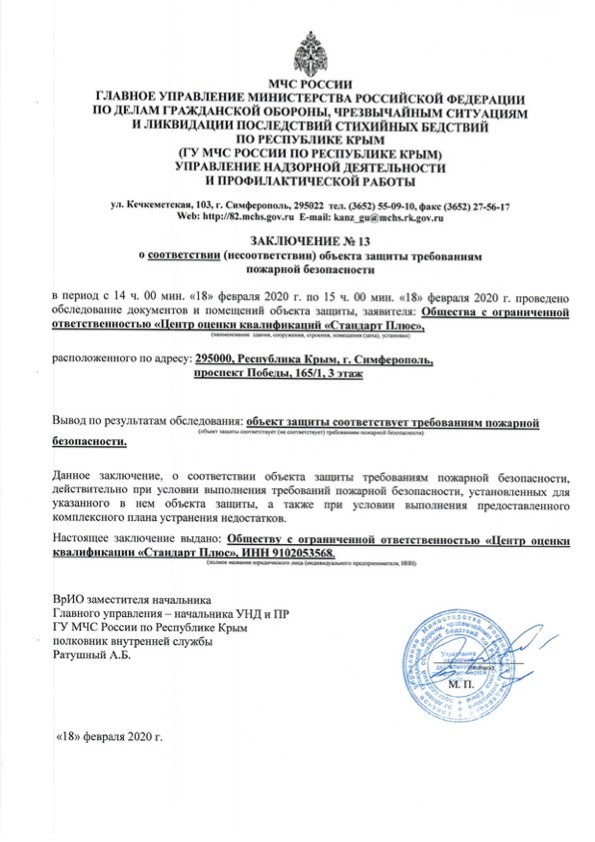 МЧС РОССИИ
ГЛАВНОЕ УПРАВЛЕНИЕ МИНИСТЕРСТВА РОССИЙСКОЙ ФЕДЕРАЦИИ
ПО ДЕЛАМ ГРАЖДАНСКОЙ ОБОРОНЫ, ЧРЕЗВЫЧАЙНЫМ СИТУАЦИЯМ
И ЛИКВИДАЦИИ ПОСЛЕДСТВИЙ СТИХИЙНЫХ БЕДСТВИЙ
ПО РЕСПУБЛИКЕ КРЫМ
(ГУ МЧС РОССИИ ПО РЕСПУБЛИКЕ КРЫМ)
УПРАВЛЕНИЕ НАДЗОРНОЙ ДЕЯТЕЛЬНОСТИ
И ПРОФИЛАКТИЧЕСКОЙ РАБОТЫ
ул. Кечкеметская, 103, г. Симферополь, 295022 тел. (3652) 55-09-10, факс (3652) 27-56-17
Web: http://82.mchs.gov.ru E-mail: kanz_gu@mchs.rk.gov.ru
ЗАКЛЮЧЕНИЕ № 13
о соответствии (несоответствии) объекта защиты требованиям
пожарной безопасности
в период с 14 ч. 00 мин. «18» февраля 2020 г. по 15 ч. 00 мин. «18» февраля 2020 г. проведено
обследование документов и помещений объекта защиты, заявителя: Общества с ограниченной
ответственностью «Центр оценки квалификаций «Стандарт Плюс»,
(наименование здания, сооружения, строения, помещения (цеха), установки)
расположенного по адресу: 295000, Республика Крым, г. Симферополь,
проспект Победы, 165/1, 3 этаж
Вывод по результатам обследования: объект защиты соответствует требованиям пожарной
(объект защиты соответствует (не соответствует) требованиям пожарной безопасности)
безопасности.
Данное заключение, о соответствии объекта защиты требованиям пожарной безопасности,
действительно при условии выполнения требований пожарной безопасности, установленных для
указанного в нем объекта защиты, а также при условии выполнения предоставленного
комплексного плана устранения недостатков.
Настоящее заключение выдано: Обществу с ограниченной ответственностью «Центр оценки
квалификации «Стандарт Плюс», ИНН 9102053568.
(полное название юридического лица (индивидуального предпринимателя, ИНН)
ВрИО заместителя начальника
Главного управления – начальника УНД и ПР
ГУ МЧС России по Республике Крым
полковник внутренней службы
Ратушный А.Б.
М. П.
«18» февраля 2020 г.